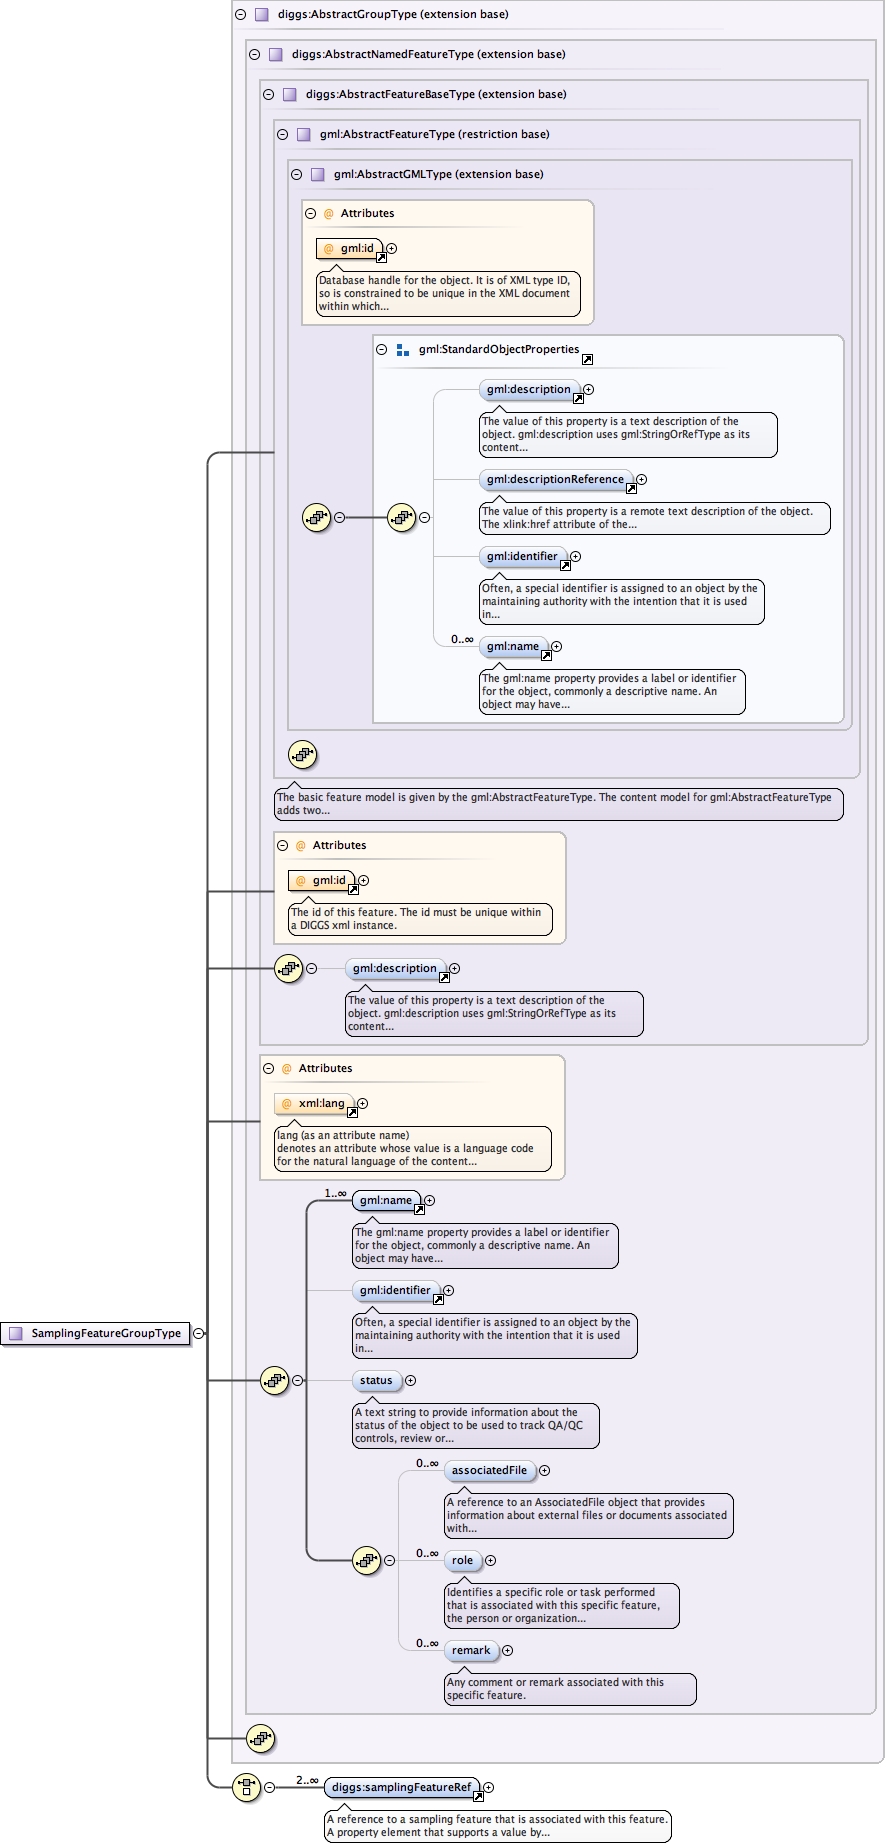 diggs:AbstractGroupType (extension base)
diggs:AbstractNamedFeatureType (extension base)
diggs:AbstractFeatureBaseType (extension base)
gml:AbstractFeatureType (restriction base)
gml:AbstractGMLType (extension base)
@ Attributes
@ gml:id
Database handle for the object. It is of XML type ID,
so is constrained to be unique in the XML document
within which...
gml:StandardObjectProperties
gml:description
The value of this property is a text description of the
object. gml:description uses gml:StringOrRefType as its
content...
gml:descriptionReference
The value of this property is a remote text description of the object.
The xlink:href attribute of the...
gml:identifier
Often, a special identifier is assigned to an object by the
maintaining authority with the intention that it is used
in...
0..∞ gml:name
The gml:name property provides a label or identifier
for the object, commonly a descriptive name. An
object may have...
The basic feature model is given by the gml:AbstractFeatureType. The content model for gml:AbstractFeatureType
adds two...
@ Attributes
@ gml:id
The id of this feature. The id must be unique within
a DIGGS xml instance.
gml:description
The value of this property is a text description of the
object. gml:description uses gml:StringOrRefType as its
content...
@ Attributes
@ xml:lang
lang (as an attribute name)
denotes an attribute whose value is a language code
for the natural language of the content...
1..∞ gml:name
The gml:name property provides a label or identifier
for the object, commonly a descriptive name. An
object may have...
gml:identifier
Often, a special identifier is assigned to an object by the
maintaining authority with the intention that it is used
in...
SamplingFeatureGroupType
status
A text string to provide information about the
status of the object to be used to track QA/QC
controls, review or...
0..∞ associatedFile
A reference to an AssociatedFile object that provides
information about external files or documents associated
with...
0..∞ role
Identifies a specific role or task performed
that is associated with this specific feature,
the person or organization...
0..∞ remark
Any comment or remark associated with this
specific feature.
2..∞ diggs:samplingFeatureRef
A reference to a sampling feature that is associated with this feature.
A property element that supports a value by...